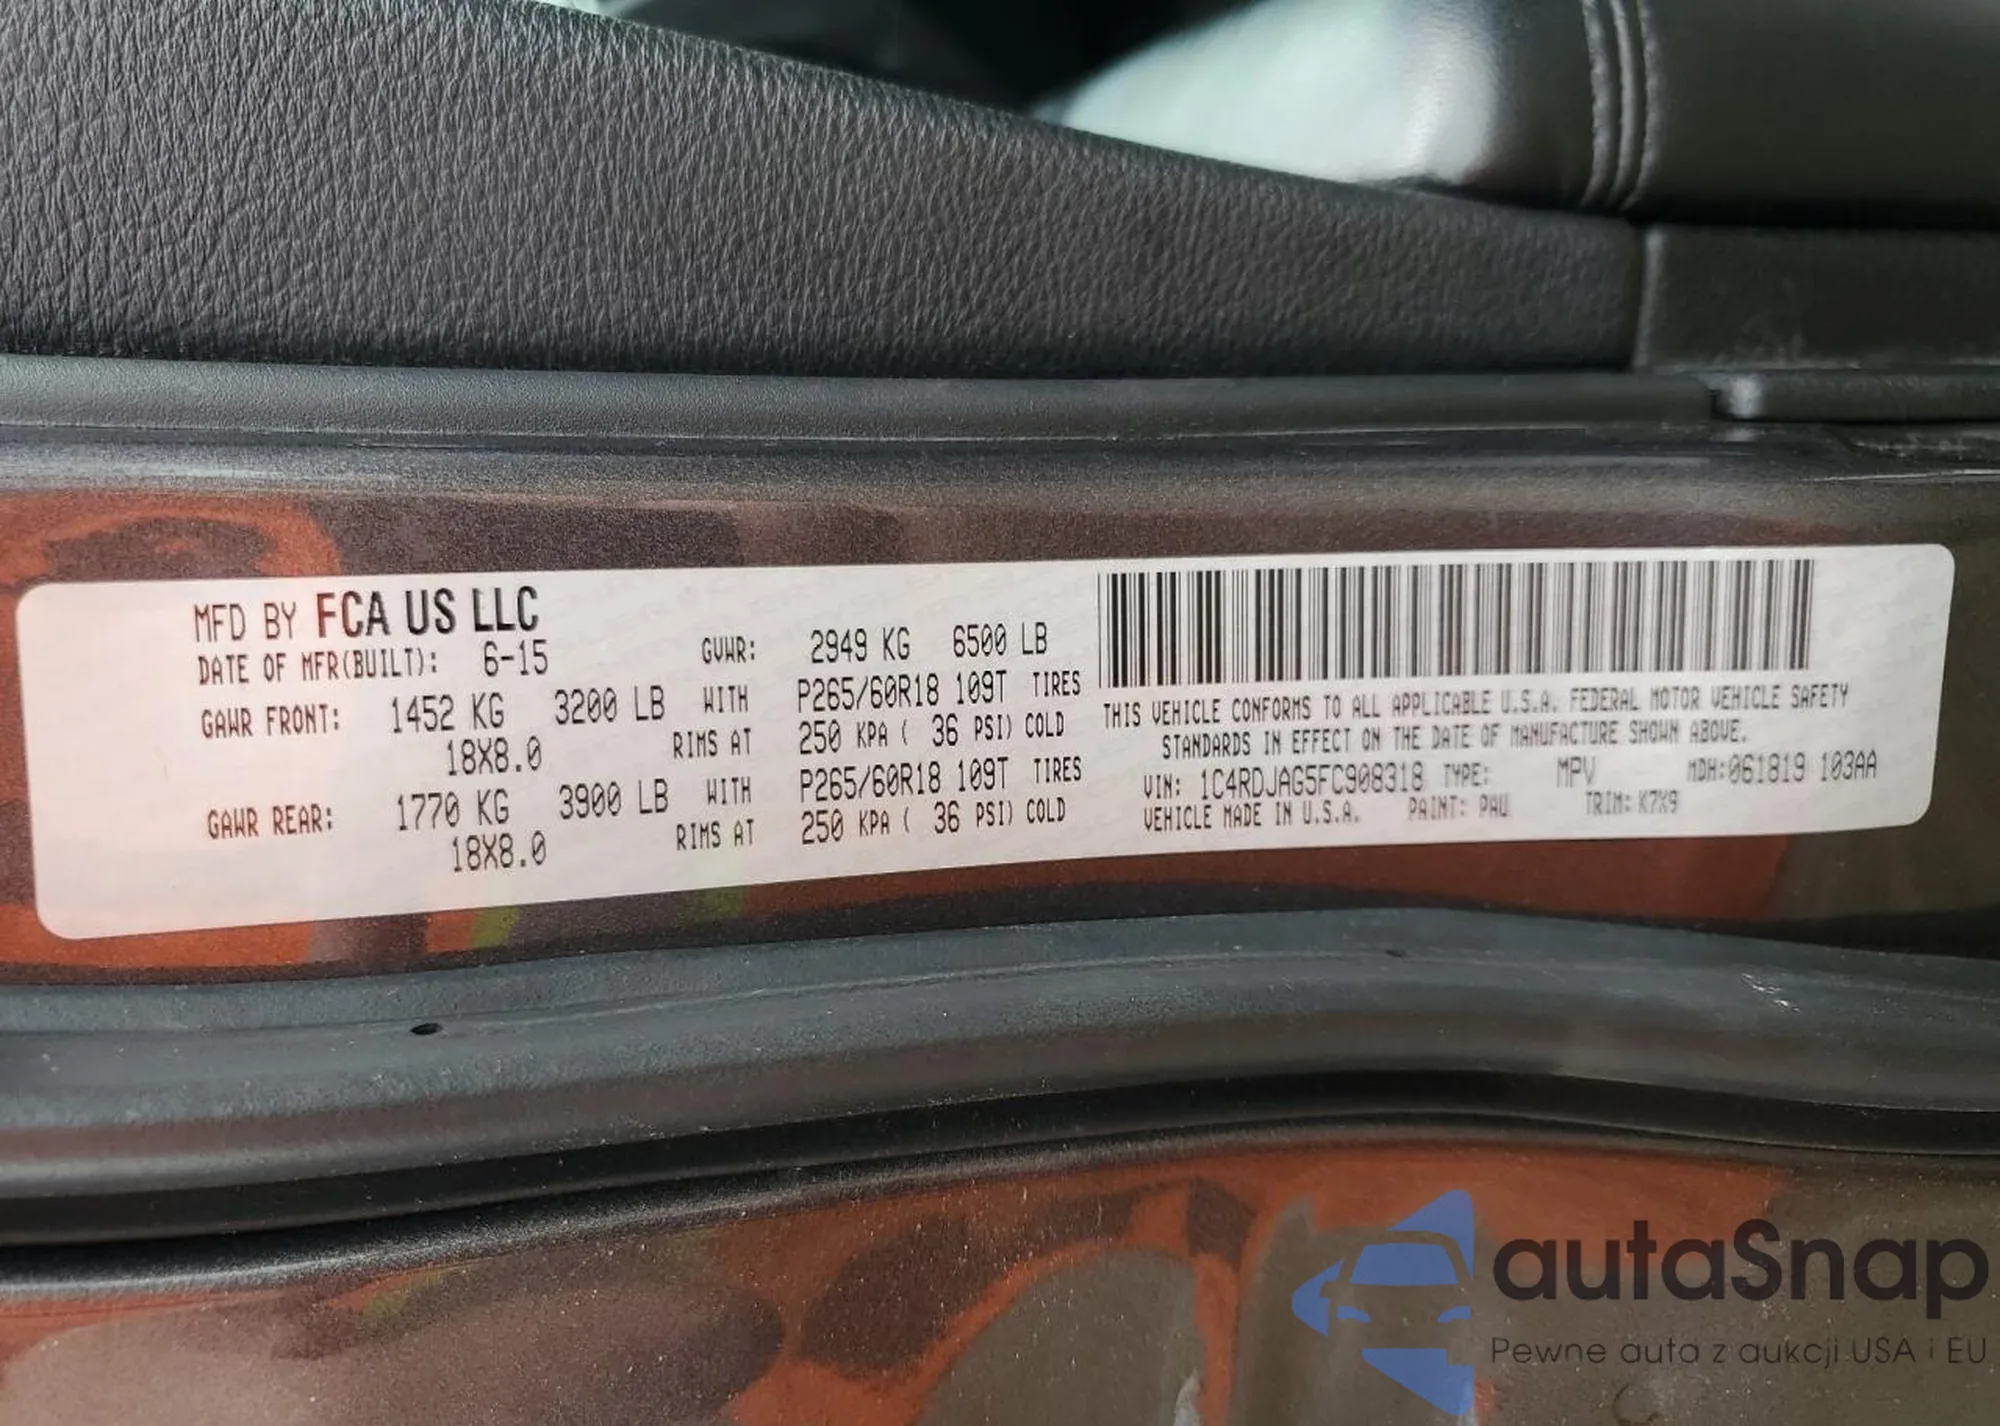 MFD BY FCA US LLC
DATE OF MFR(BUILT): 6-15 GVWR: 2949 KG 6500 LB
GAWR FRONT: 1452 KG 3200 LB WITH P265/60R18 109T TIRES
18X8.0 RIMS AT 250 KPA ( 36 PSI) COLD
GAWR REAR: 1770 KG 3900 LB WITH P265/60R18 109T TIRES
18X8.0 RIMS AT 250 KPA ( 36 PSI) COLD
THIS VEHICLE CONFORMS TO ALL APPLICABLE U.S.A. FEDERAL MOTOR VEHICLE SAFETY
STANDARDS IN EFFECT ON THE DATE OF MANUFACTURE SHOWN ABOVE.
VIN: 1C4RDJAG5FC908318 TYPE: MPV MDH:061819 103AA
VEHICLE MADE IN U.S.A. PAINT: PAU TRIM: K7X9
autaSnap
Pewne auta z aukcji USA i EU